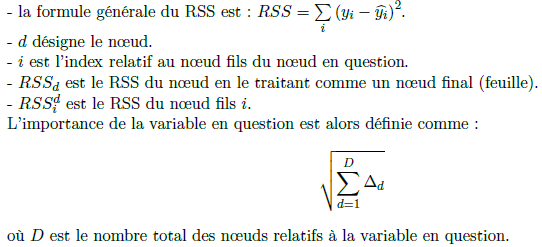 - la formule générale du RSS est : $RSS = \sum_{i} (y_i - \widehat{y_i})^2$.
- $d$ désigne le nœud.
- $i$ est l'index relatif au nœud fils du nœud en question.
- $RSS_d$ est le RSS du nœud en le traitant comme un nœud final (feuille).
- $RSS_i^d$ est le RSS du nœud fils $i$.
L'importance de la variable en question est alors définie comme :
$\sqrt{\sum_{d=1}^{D} \Delta_d}$
où $D$ est le nombre total des nœuds relatifs à la variable en question.